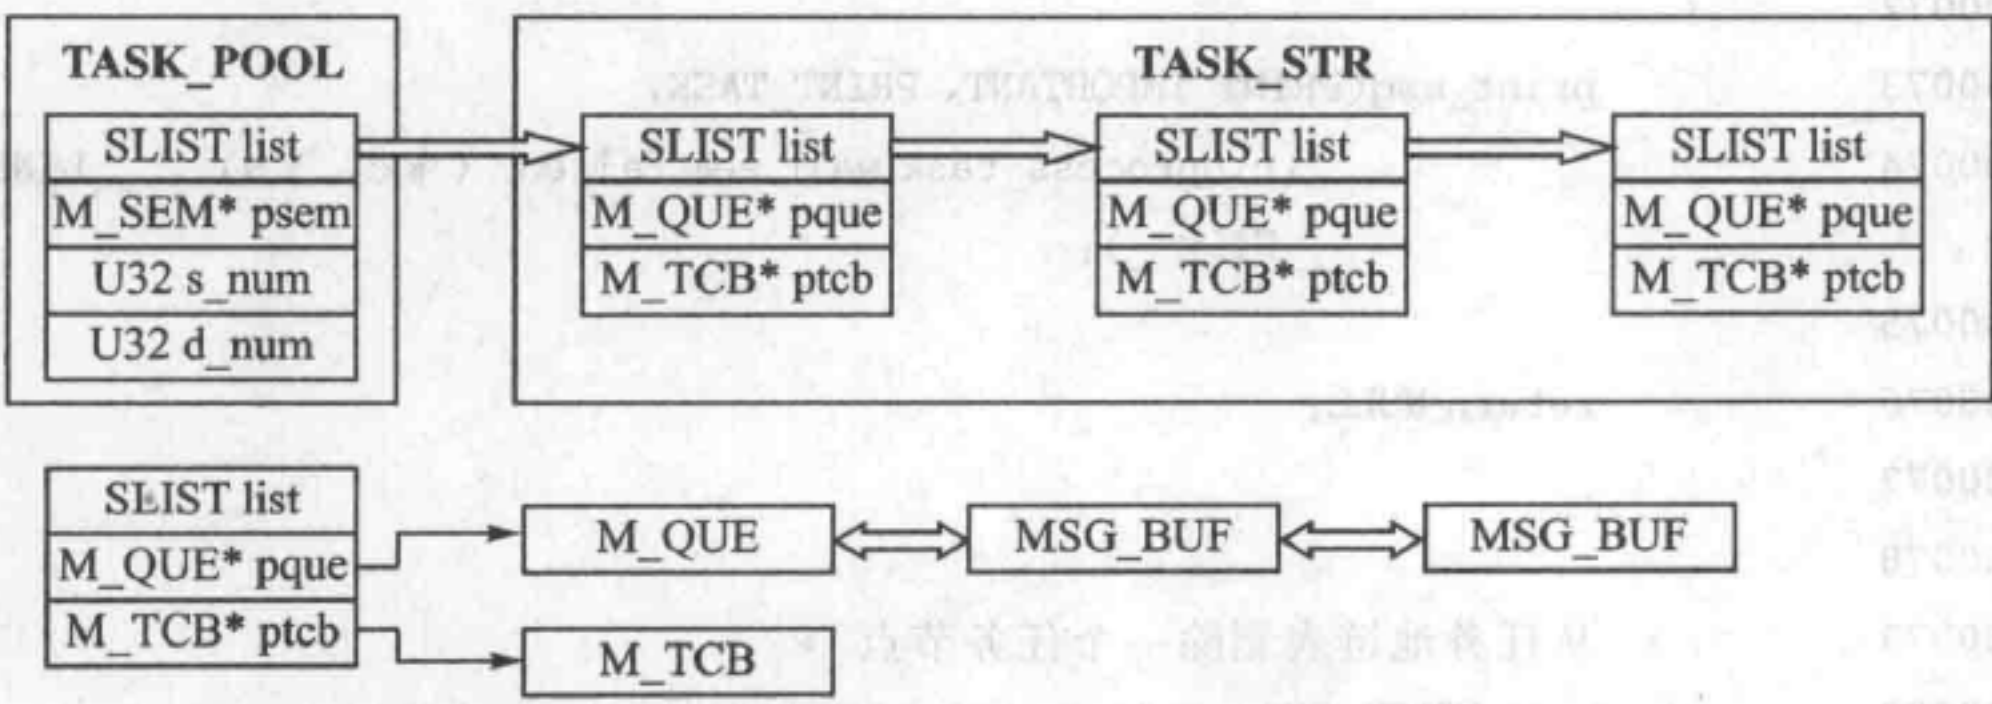 TASK_POOL
SLIST list
M_SEM* psem
U32 s_num
U32 d_num
TASK_STR
SLIST list
M_QUE* pque
M_TCB* ptcb
SLIST list
M_QUE* pque
M_TCB* ptcb
SLIST list
M_QUE* pque
M_TCB* ptcb
SLIST list
M_QUE* pque
M_TCB* ptcb
M_QUE
MSG_BUF
MSG_BUF
M_TCB